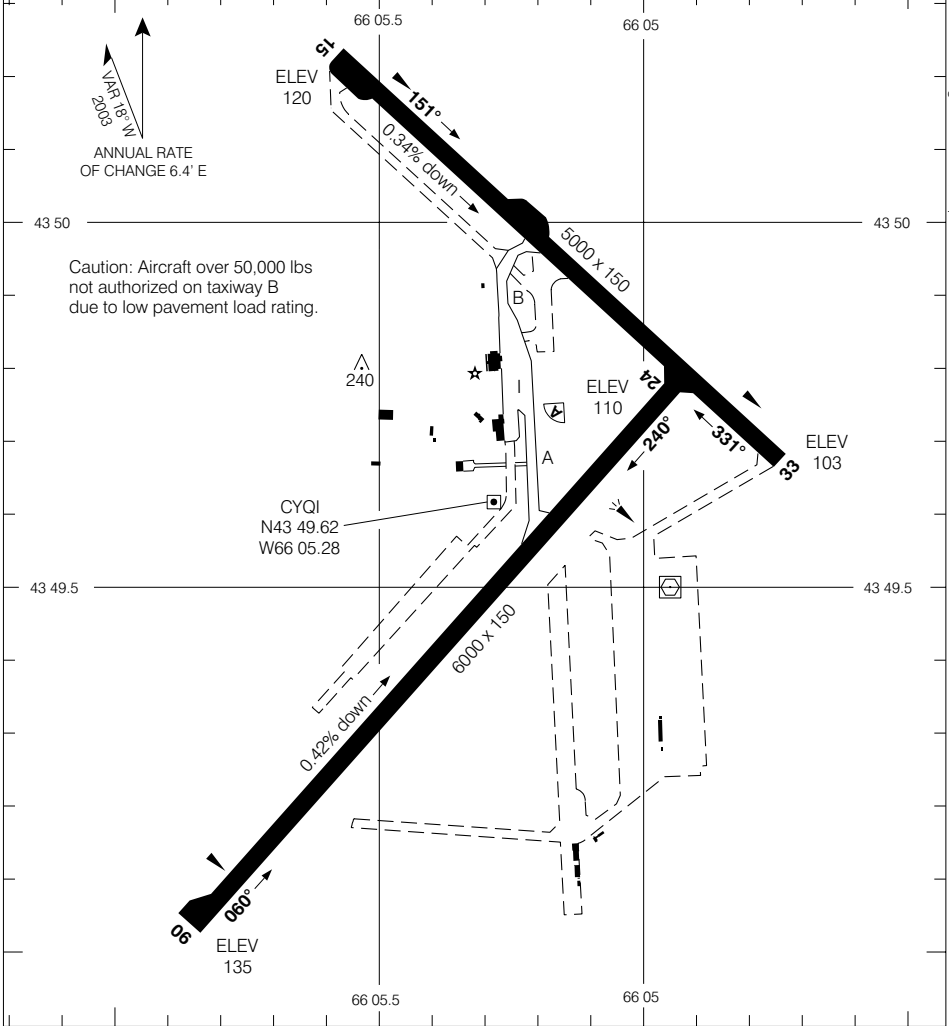 66 05.5
66 05
15
ELEV
120
151°
VAR 18° W
2003
ANNUAL RATE
OF CHANGE 6.4' E
0.34% down
43 50
43 50
5000 x 150
Caution: Aircraft over 50,000 lbs
not authorized on taxiway B
due to low pavement load rating.
B
240
I
A
24
ELEV
110
240°
331°
ELEV
103
33
A
CYQI
N43 49.62
W66 05.28
43 49.5
43 49.5
6000 x 150
0.42% down
060°
06
ELEV
135
66 05.5
66 05